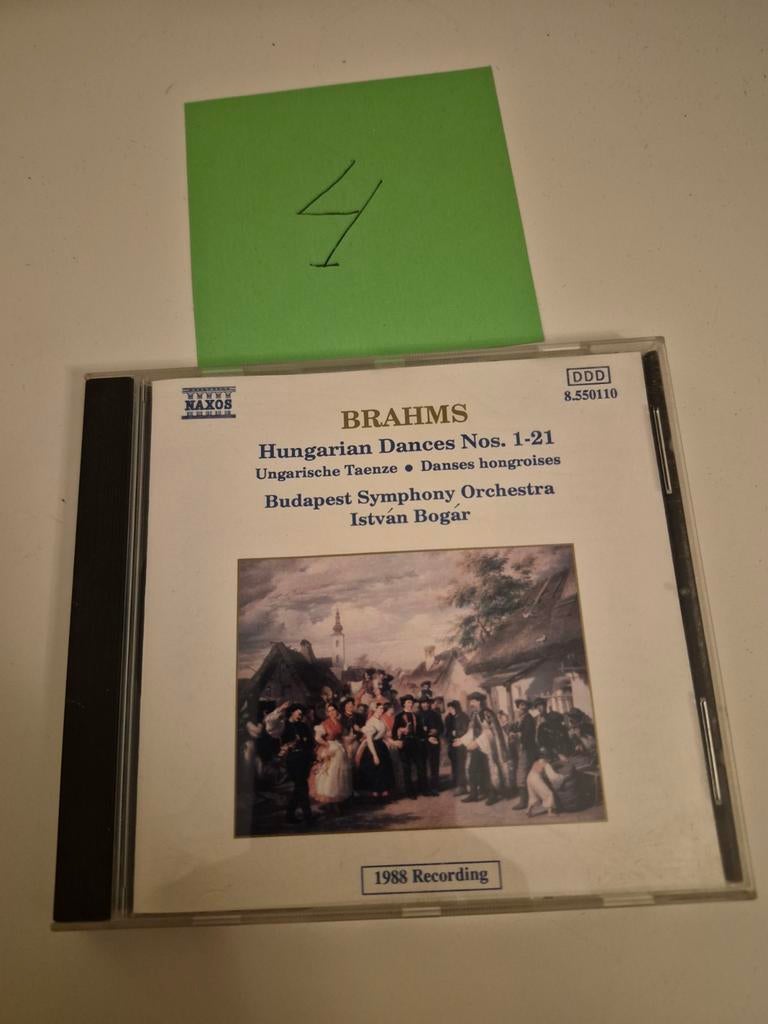 4
NAXOS
DDD
8.550110
BRAHMS
Hungarian Dances Nos. 1-21
Ungarische Taenze • Danses hongroises
Budapest Symphony Orchestra
István Bogár
1988 Recording